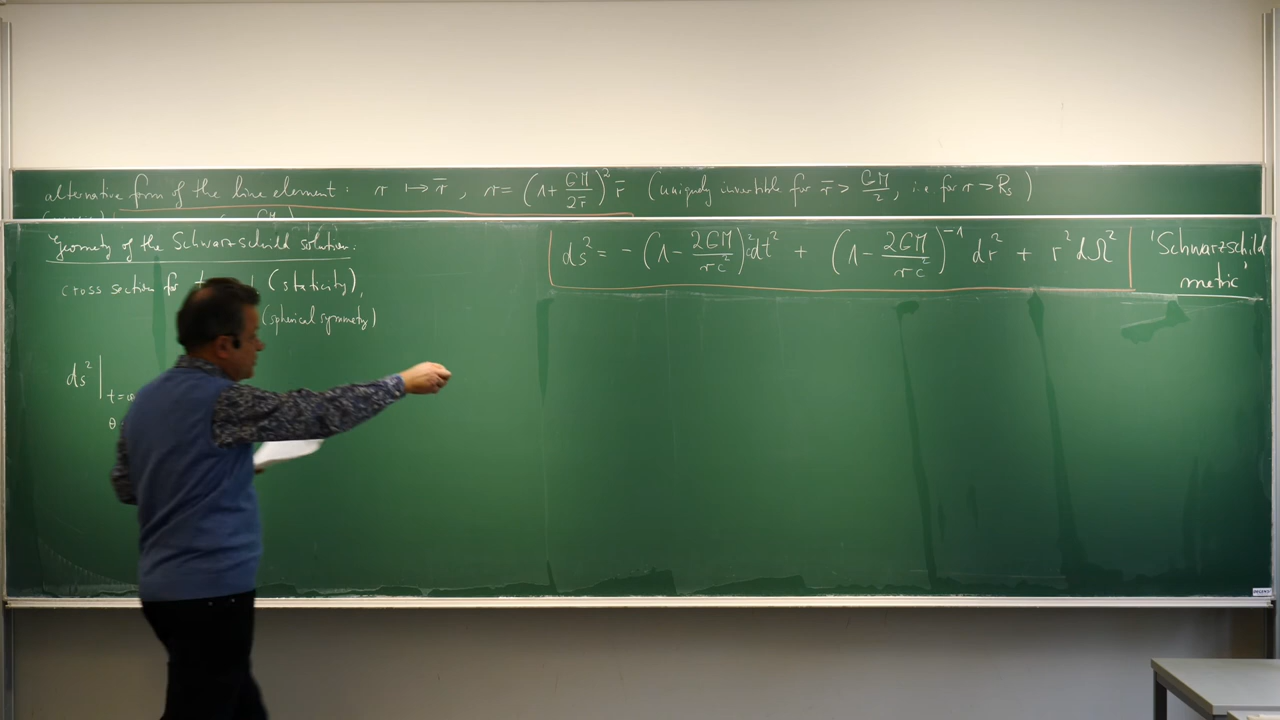 alternative form of the line element: r ↦ r̄, r = (1+ GM/2r̄)² r̄ (uniquely invertible for r̄ > GM/2, i.e. for r > Rₛ)
Geometry of the Schwarzschild solution:
ds² = -(1- 2GM/rc²)c²dt² + (1- 2GM/rc²)⁻¹ dr² + r²dΩ² 'Schwarzschild
metric'
cross section for (staticity),
(spherical symmetry)
ds²|
t=
θ